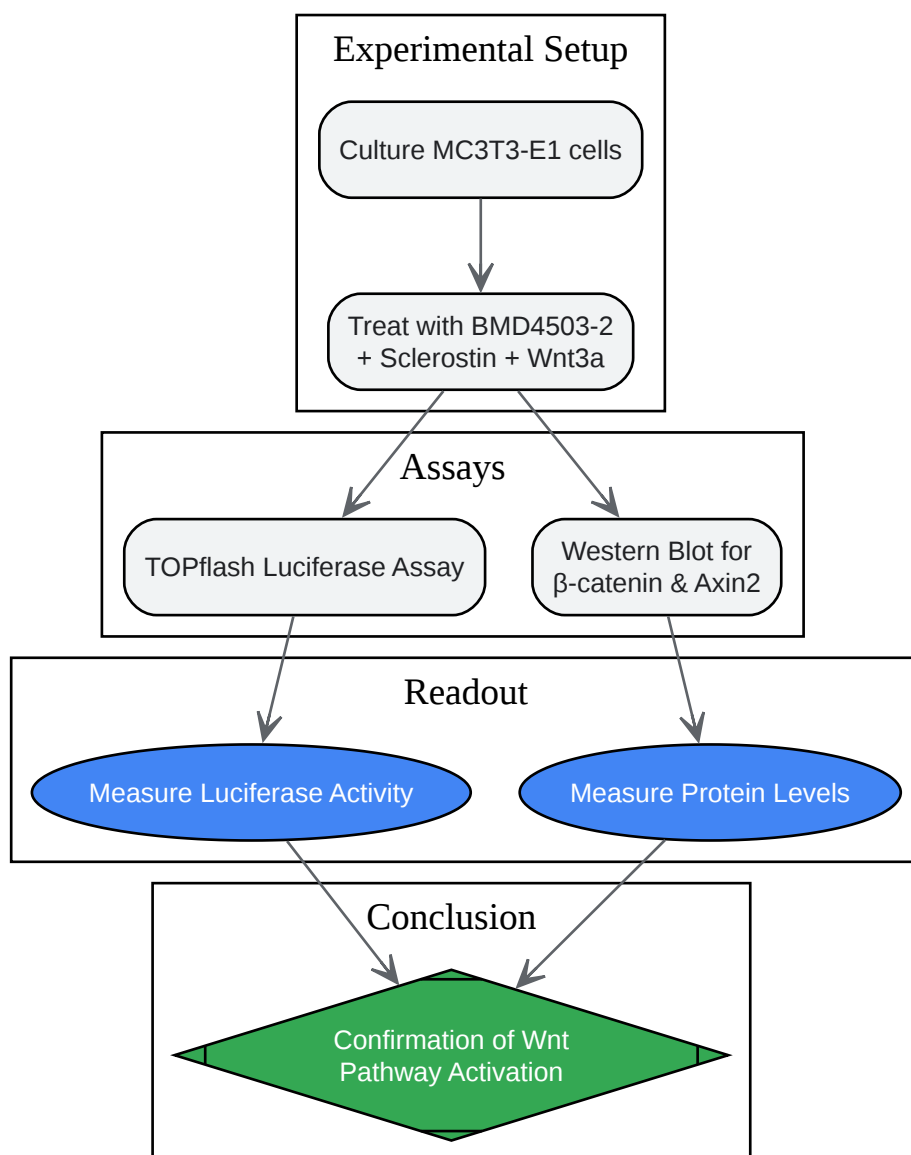 Experimental Setup
Culture MC3T3-E1 cells
Treat with BMD4503-2
+ Sclerostin + Wnt3a
Assays
TOPflash Luciferase Assay
Western Blot for
β-catenin & Axin2
Readout
Measure Luciferase Activity
Measure Protein Levels
Conclusion
Confirmation of Wnt
Pathway Activation